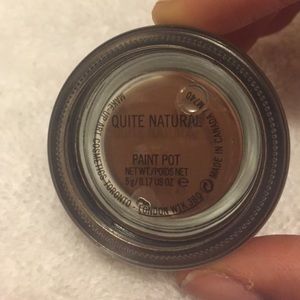 QUITE NATURAL
PAINT POT
NET WT./POIDS NET
5g/0.17 US OZ e
MAKE-UP ART COSMETICS TORONTO - LONDON W1K 3BQ
MADE IN CANADA